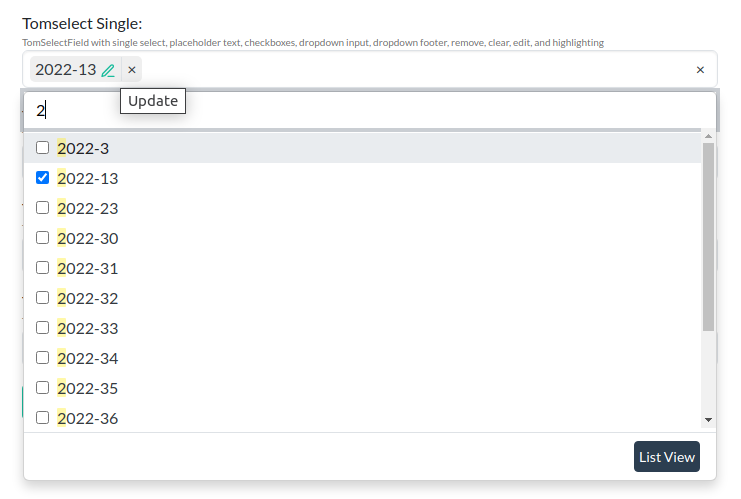 Tomselect Single:
TomSelectField with single select, placeholder text, checkboxes, dropdown input, dropdown footer, remove, clear, edit, and highlighting
2022-13 × ×
Update
2
2022-3
2022-13
2022-23
2022-30
2022-31
2022-32
2022-33
2022-34
2022-35
2022-36
List View